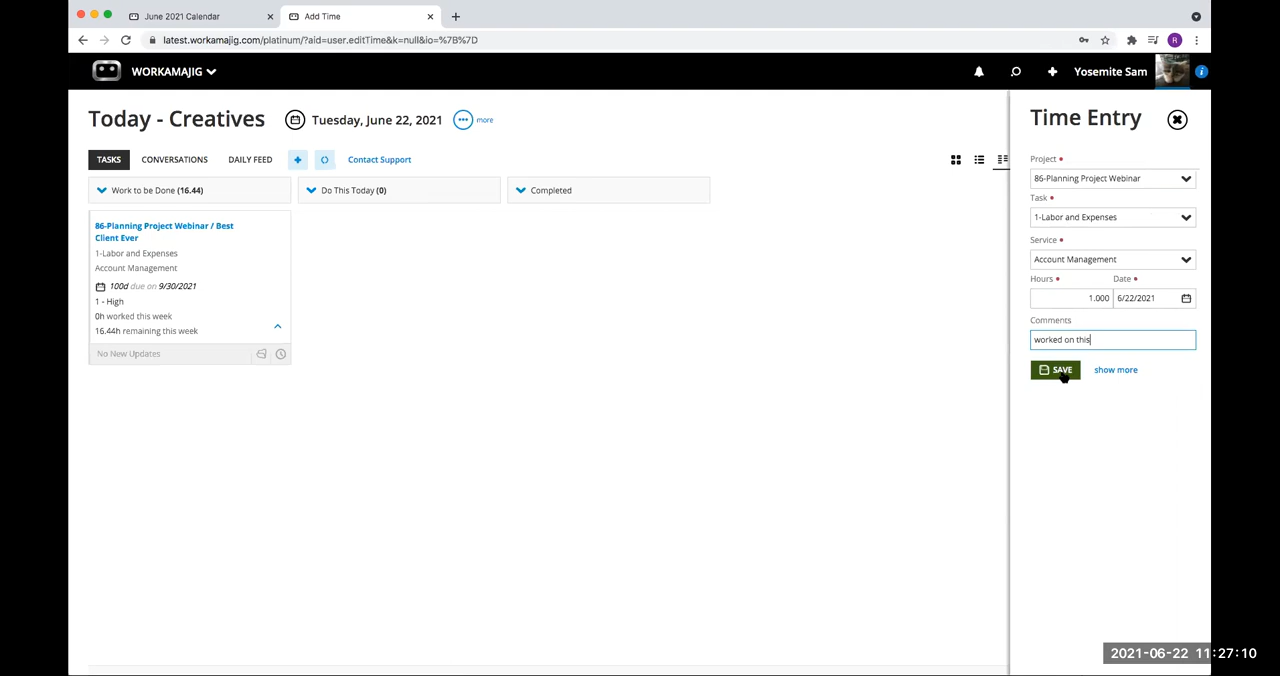 June 2021 Calendar
Add Time
latest.workamajig.com/platinum/?aid=user.editTime&k=null&io=%7B%7D
R
WORKAMAJIG
Yosemite Sam
i
Today - Creatives
Tuesday, June 22, 2021
more
TASKS
CONVERSATIONS
DAILY FEED
Contact Support
Work to be Done (16.44)
Do This Today (0)
Completed
86-Planning Project Webinar / Best
Client Ever
1-Labor and Expenses
Account Management
100d due on 9/30/2021
1 - High
0h worked this week
16.44h remaining this week
No New Updates
Time Entry
Project
86-Planning Project Webinar
Task
1-Labor and Expenses
Service
Account Management
Hours
Date
1.000
6/22/2021
Comments
worked on this
SAVE
show more
2021-06-22 11:27:10